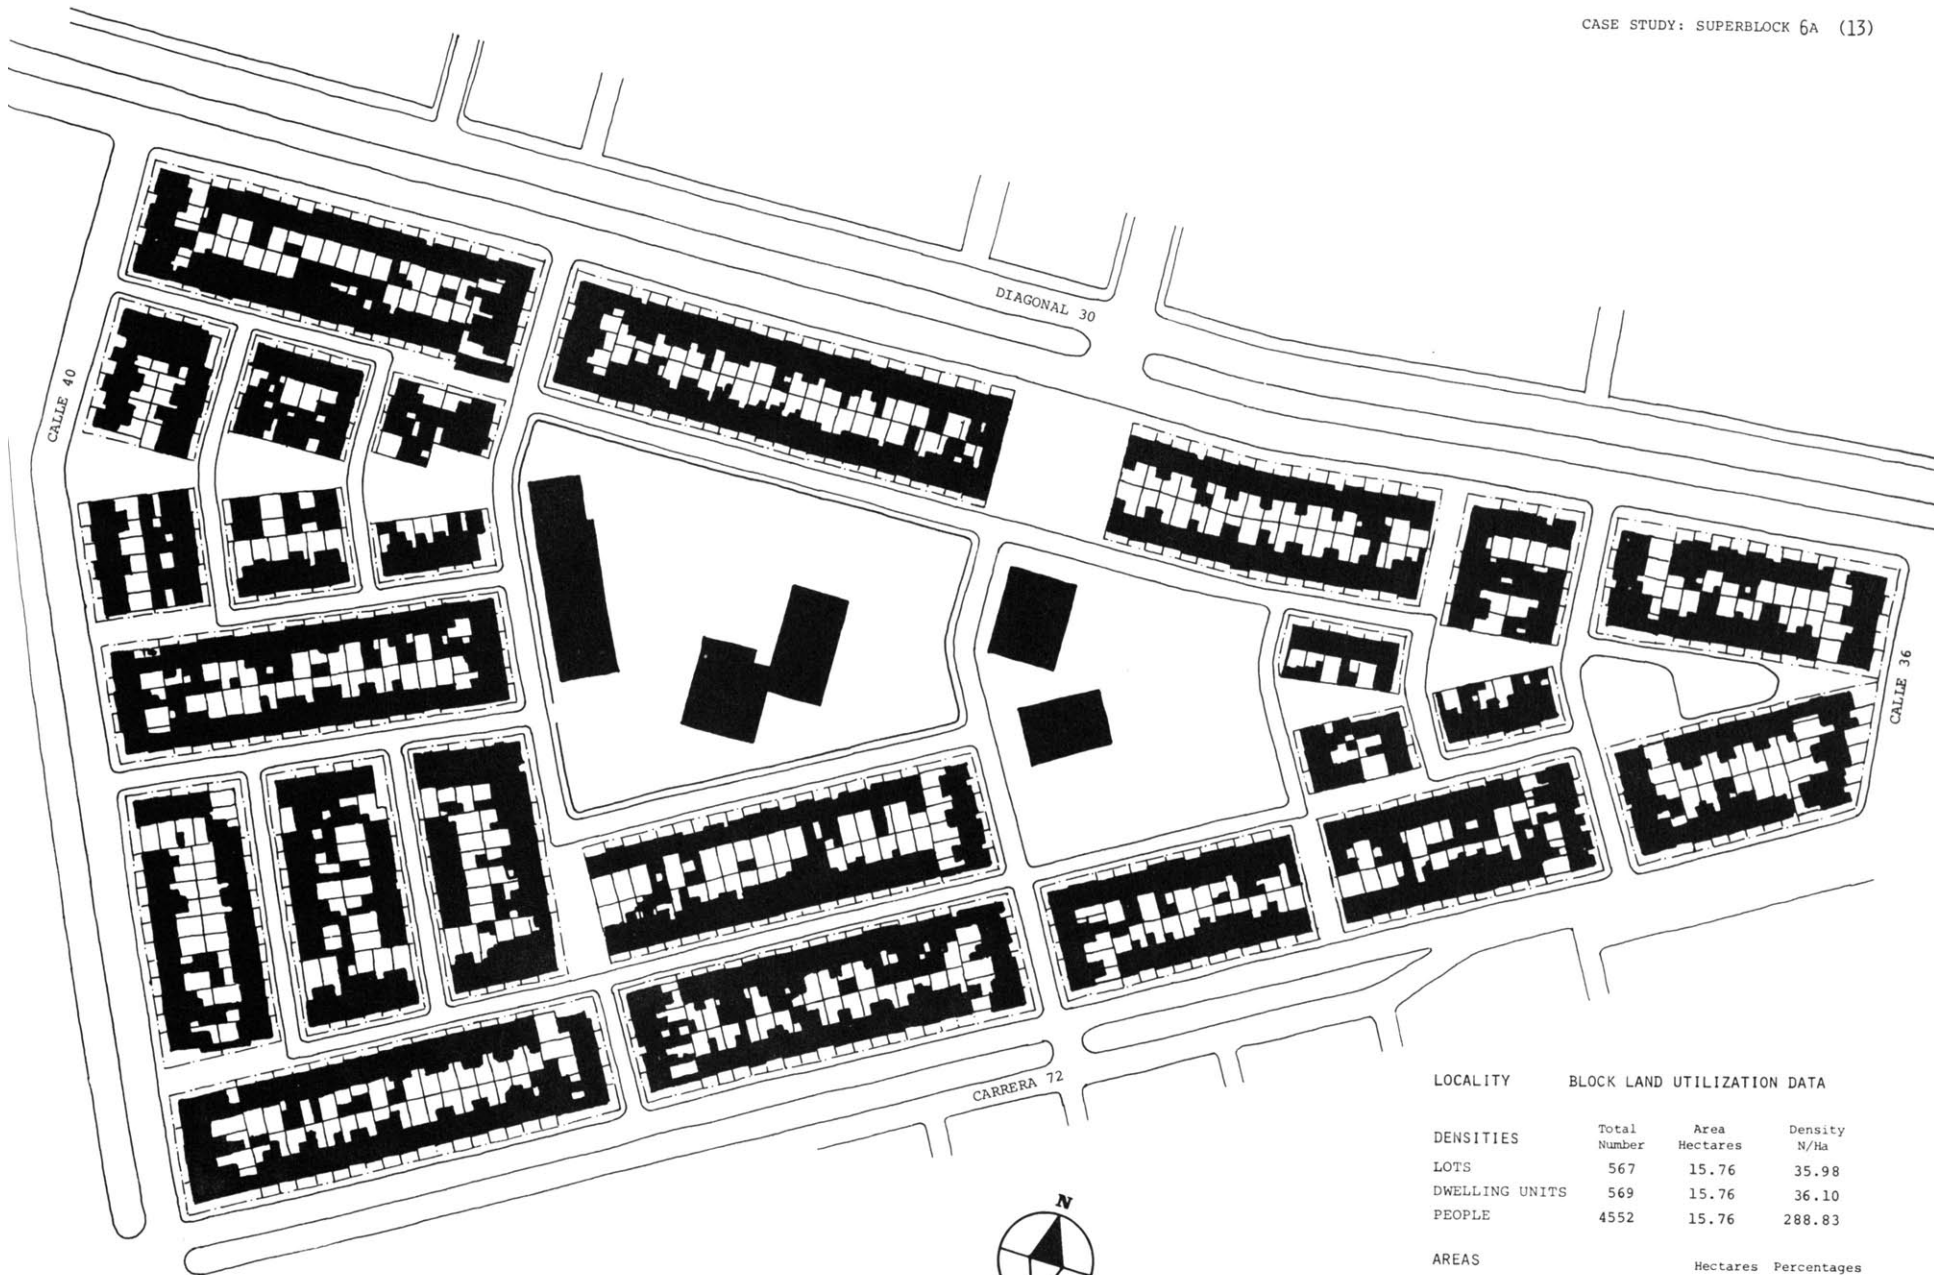 CASE STUDY: SUPERBLOCK 6A (13)
DIAGONAL 30
CALLE 40
CALLE 36
CARRERA 72
N
LOCALITY BLOCK LAND UTILIZATION DATA
DENSITIES Total Number Area Hectares Density N/Ha
LOTS 567 15.76 35.98
DWELLING UNITS 569 15.76 36.10
PEOPLE 4552 15.76 288.83
AREAS Hectares Percentages